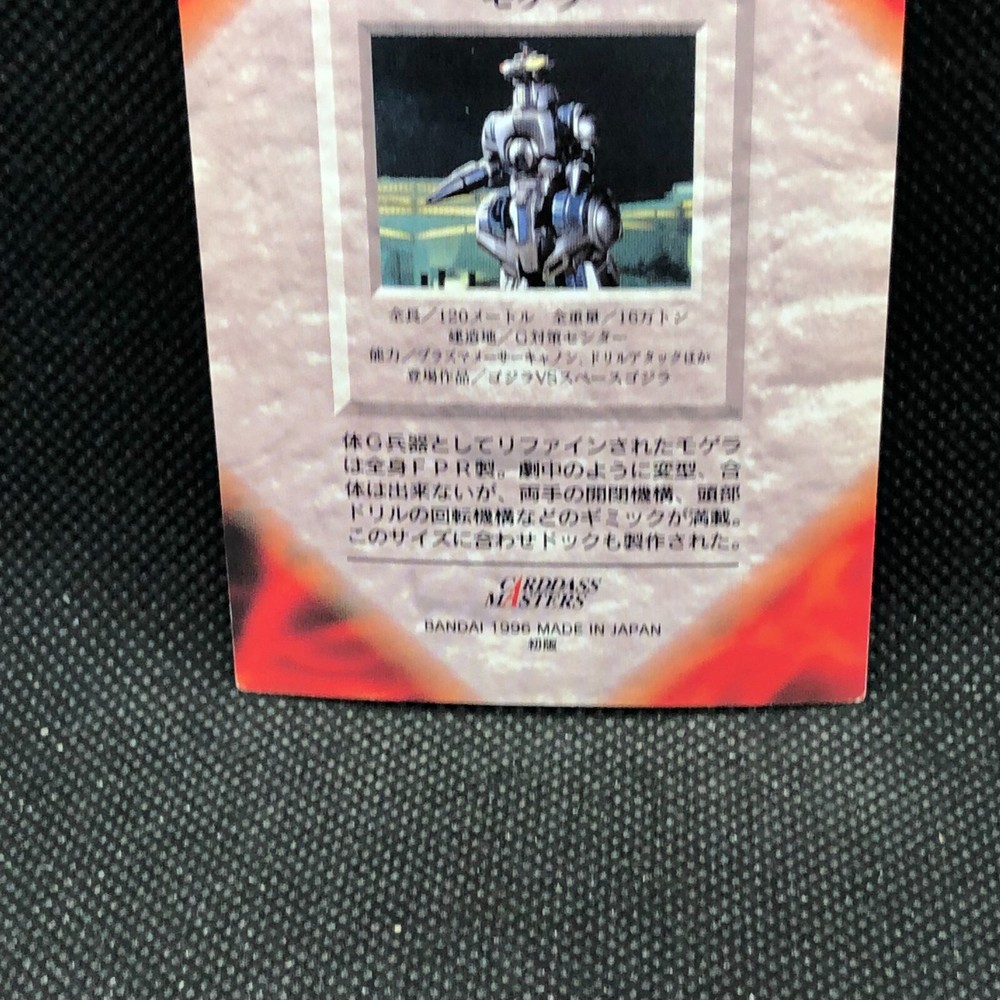 モゲラ
全長／120メートル　全重量／16万トン
建造地／G対策センター
能力／プラズマメーサーキャノン、ドリルアタックほか
登場作品／ゴジラVSスペースゴジラ
体G兵器としてリファインされたモゲラ
は全身FPR製。劇中のように変型、合
体は出来ないが、両手の開閉機構、頭部
ドリルの回転機構などのギミックが満載。
このサイズに合わせドックも製作された。
CARDDASS
MASTERS
BANDAI 1996 MADE IN JAPAN
初版